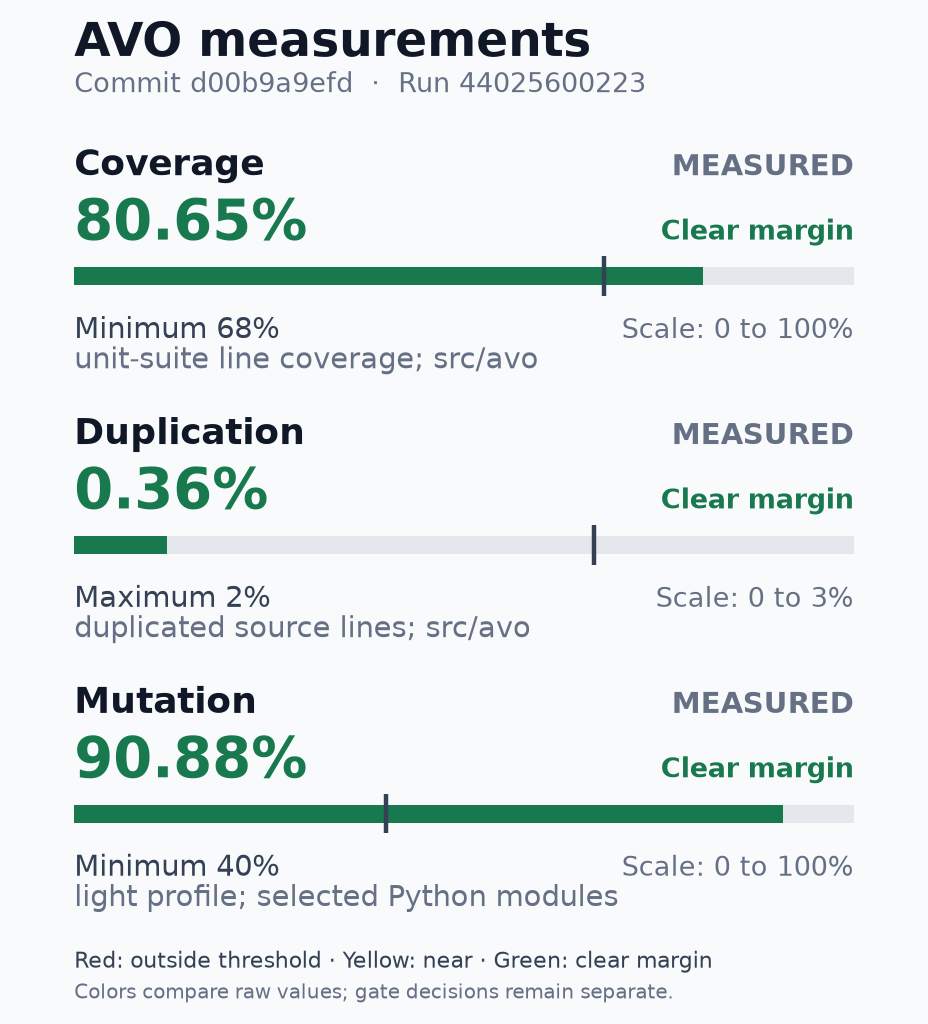 AVO measurements
Commit d00b9a9efd · Run 44025600223
Coverage MEASURED
80.65% Clear margin
Minimum 68% Scale: 0 to 100%
unit-suite line coverage; src/avo
Duplication MEASURED
0.36% Clear margin
Maximum 2% Scale: 0 to 3%
duplicated source lines; src/avo
Mutation MEASURED
90.88% Clear margin
Minimum 40% Scale: 0 to 100%
light profile; selected Python modules
Red: outside threshold · Yellow: near · Green: clear margin
Colors compare raw values; gate decisions remain separate.